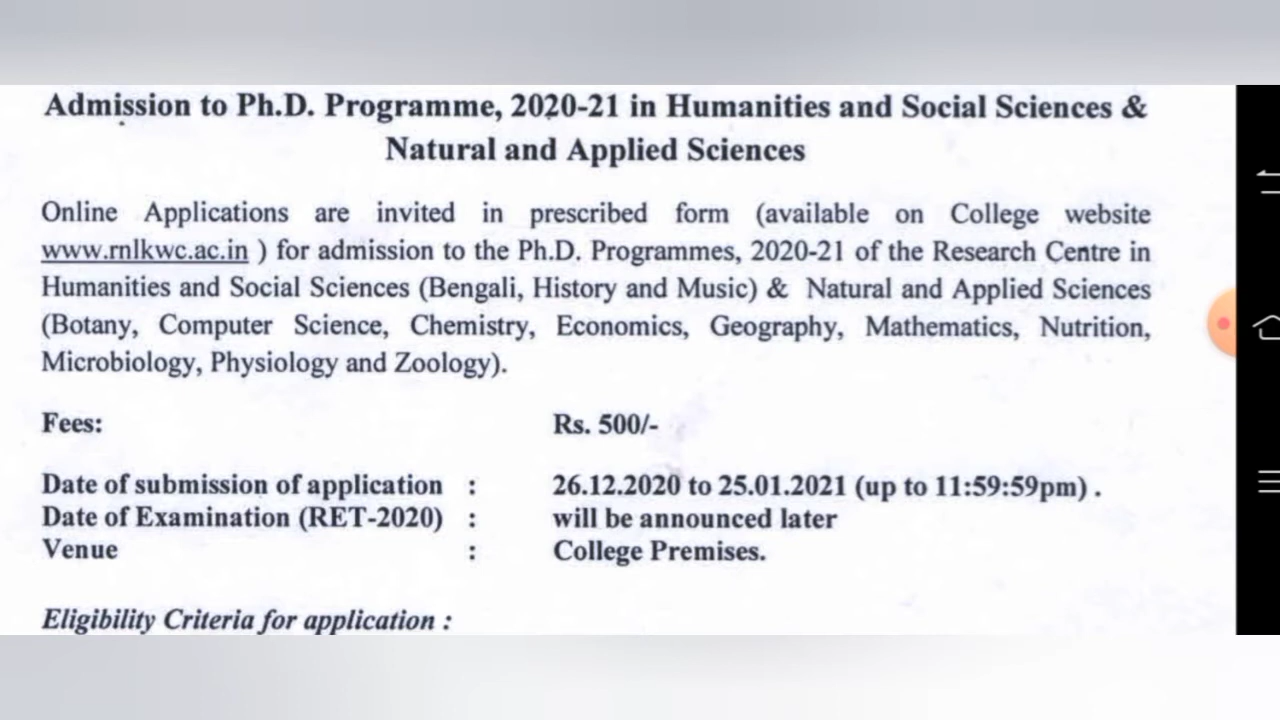 Admission to Ph.D. Programme, 2020-21 in Humanities and Social Sciences &
Natural and Applied Sciences
Online Applications are invited in prescribed form (available on College website
www.rnlkwc.ac.in ) for admission to the Ph.D. Programmes, 2020-21 of the Research Centre in
Humanities and Social Sciences (Bengali, History and Music) & Natural and Applied Sciences
(Botany, Computer Science, Chemistry, Economics, Geography, Mathematics, Nutrition,
Microbiology, Physiology and Zoology).
Fees: Rs. 500/-
Date of submission of application : 26.12.2020 to 25.01.2021 (up to 11:59:59pm) .
Date of Examination (RET-2020) : will be announced later
Venue : College Premises.
Eligibility Criteria for application :